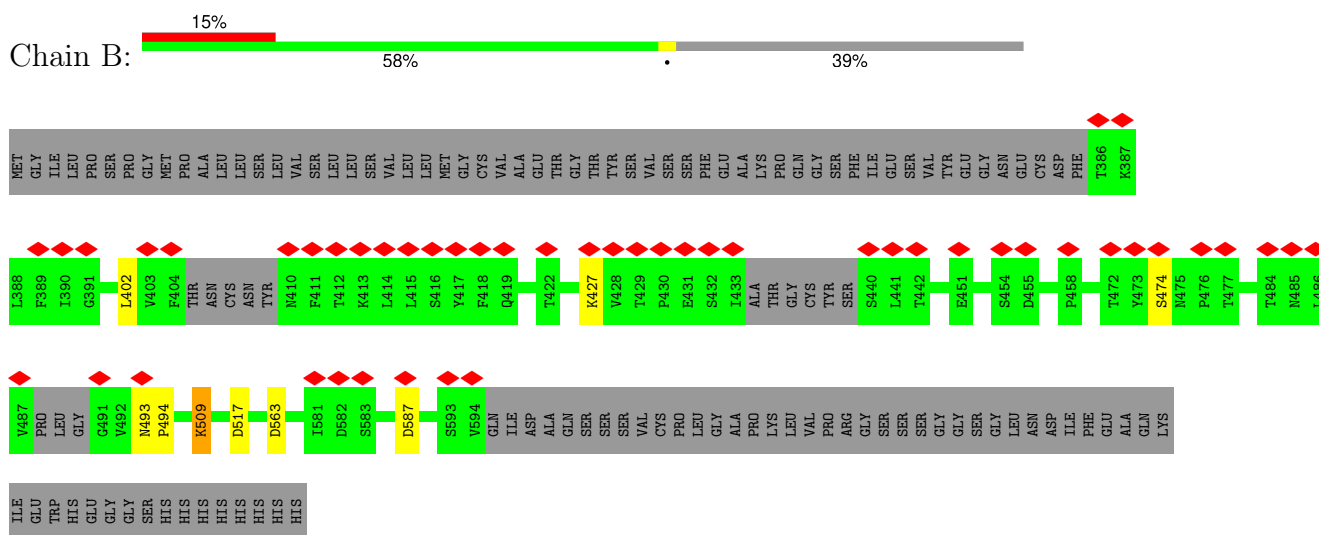 15%
Chain B:
58% • 39%
MET GLY ILE LEU PRO SER PRO GLY MET PRO ALA LEU LEU SER LEU VAL SER LEU LEU SER VAL LEU LEU MET GLY CYS VAL ALA GLU THR GLY THR TYR SER VAL SER SER PHE GLU ALA LYS PRO GLN GLY SER PHE ILE GLU SER VAL TYR GLU GLY ASN GLU CYS ASP PHE T386 K387
L388 F389 I390 G391 L402 V403 F404 THR ASN CYS ASN TYR N410 F411 T412 K413 L414 L415 S416 Y417 F418 Q419 T422 K427 V428 T429 P430 E431 S432 I433 ALA THR GLY CYS TYR SER S440 L441 T442 E451 S454 D455 P458 T472 Y473 S474 N475 P476 T477 T484 N485 L486
V487 PRO LEU GLY G491 V492 N493 P494 K509 D517 D563 I581 D582 S583 D587 S593 V594 GLN ILE ASP ALA GLN SER SER SER VAL CYS PRO LEU GLY ALA PRO LYS LEU VAL PRO ARG GLY SER SER SER GLY GLY SER GLY LEU ASN ASP ILE PHE GLU ALA GLN LYS
ILE GLU TRP HIS GLU GLY GLY SER HIS HIS HIS HIS HIS HIS HIS HIS